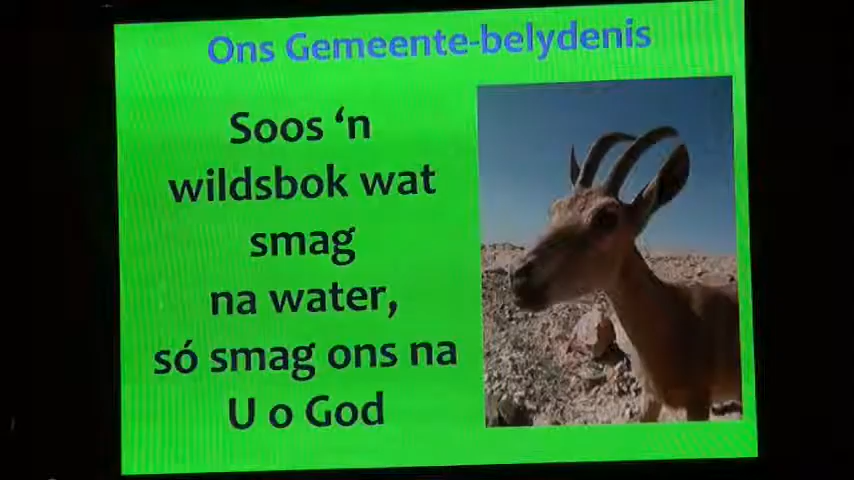 Ons Gemeente-belydenis
Soos ‘n
wildsbok wat
smag
na water,
só smag ons na
U o God